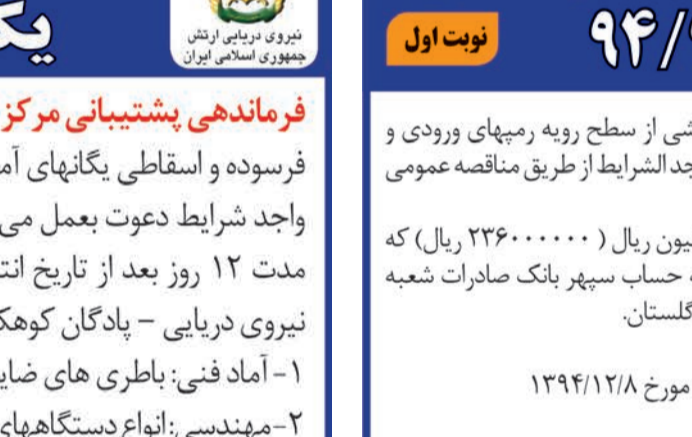 ۹۴/
نوبت اول
شی از سطح رویه رمپهای ورودی و
جد الشرایط از طریق مناقصه عمومی
یون ریال ( ۲۳۶۰۰۰۰۰۰ ریال) که
حساب سپهر بانک صادرات شعبه
گلستان.
مورخ ۱۳۹۴/۱۲/۸
نیروی دریایی ارتش
جمهوری اسلامی ایران
فرماندهی پشتیبانی مرکز
فرسوده و اسقاطی یگانهای آم
واجد شرایط دعوت بعمل می
مدت ۱۲ روز بعد از تاریخ انت
نیروی دریایی – پادگان کوهک
۱- آماد فنی: باطری های ضای
۲-مهندسی: انواع دستگاههای